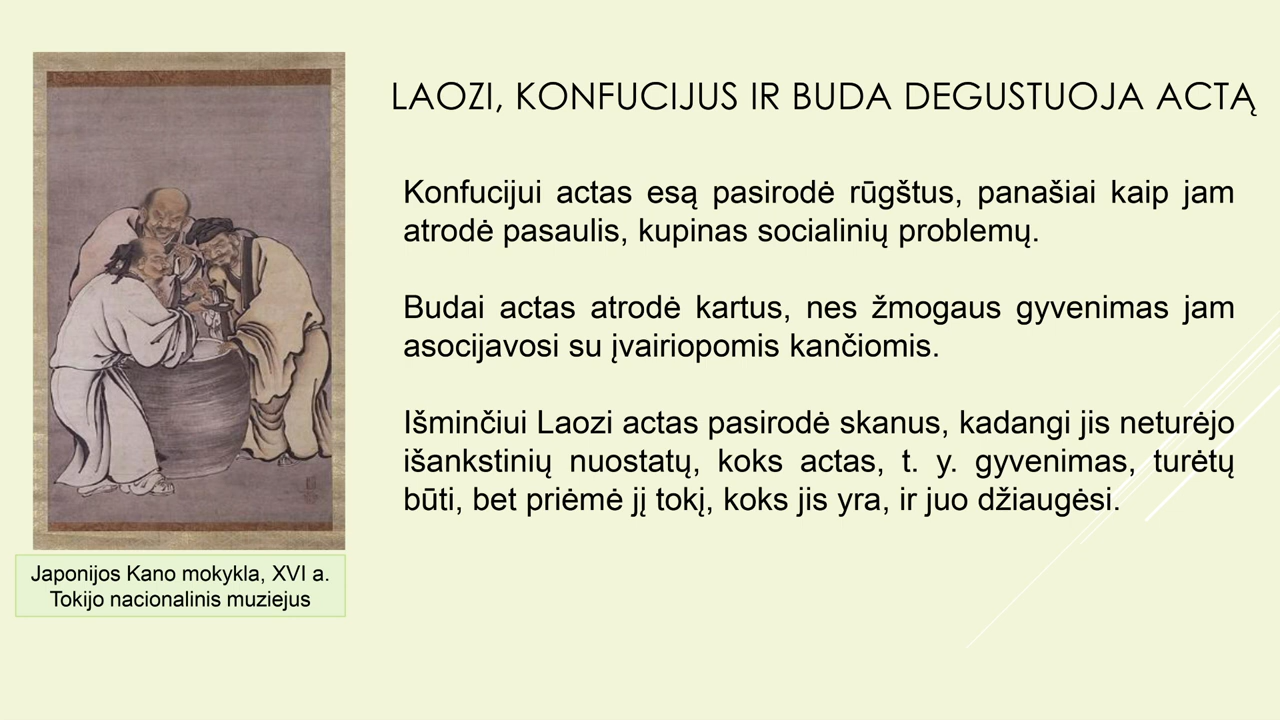 LAOZI, KONFUCIJUS IR BUDA DEGUSTUOJA ACTĄ
Konfucijui actas esą pasirodė rūgštus, panašiai kaip jam
atrodė pasaulis, kupinas socialinių problemų.
Budai actas atrodė kartus, nes žmogaus gyvenimas jam
asocijavosi su įvairiopomis kančiomis.
Išminčiui Laozi actas pasirodė skanus, kadangi jis neturėjo
išankstinių nuostatų, koks actas, t. y. gyvenimas, turėtų
būti, bet priėmė jį tokį, koks jis yra, ir juo džiaugėsi.
Japonijos Kano mokykla, XVI a.
Tokijo nacionalinis muziejus